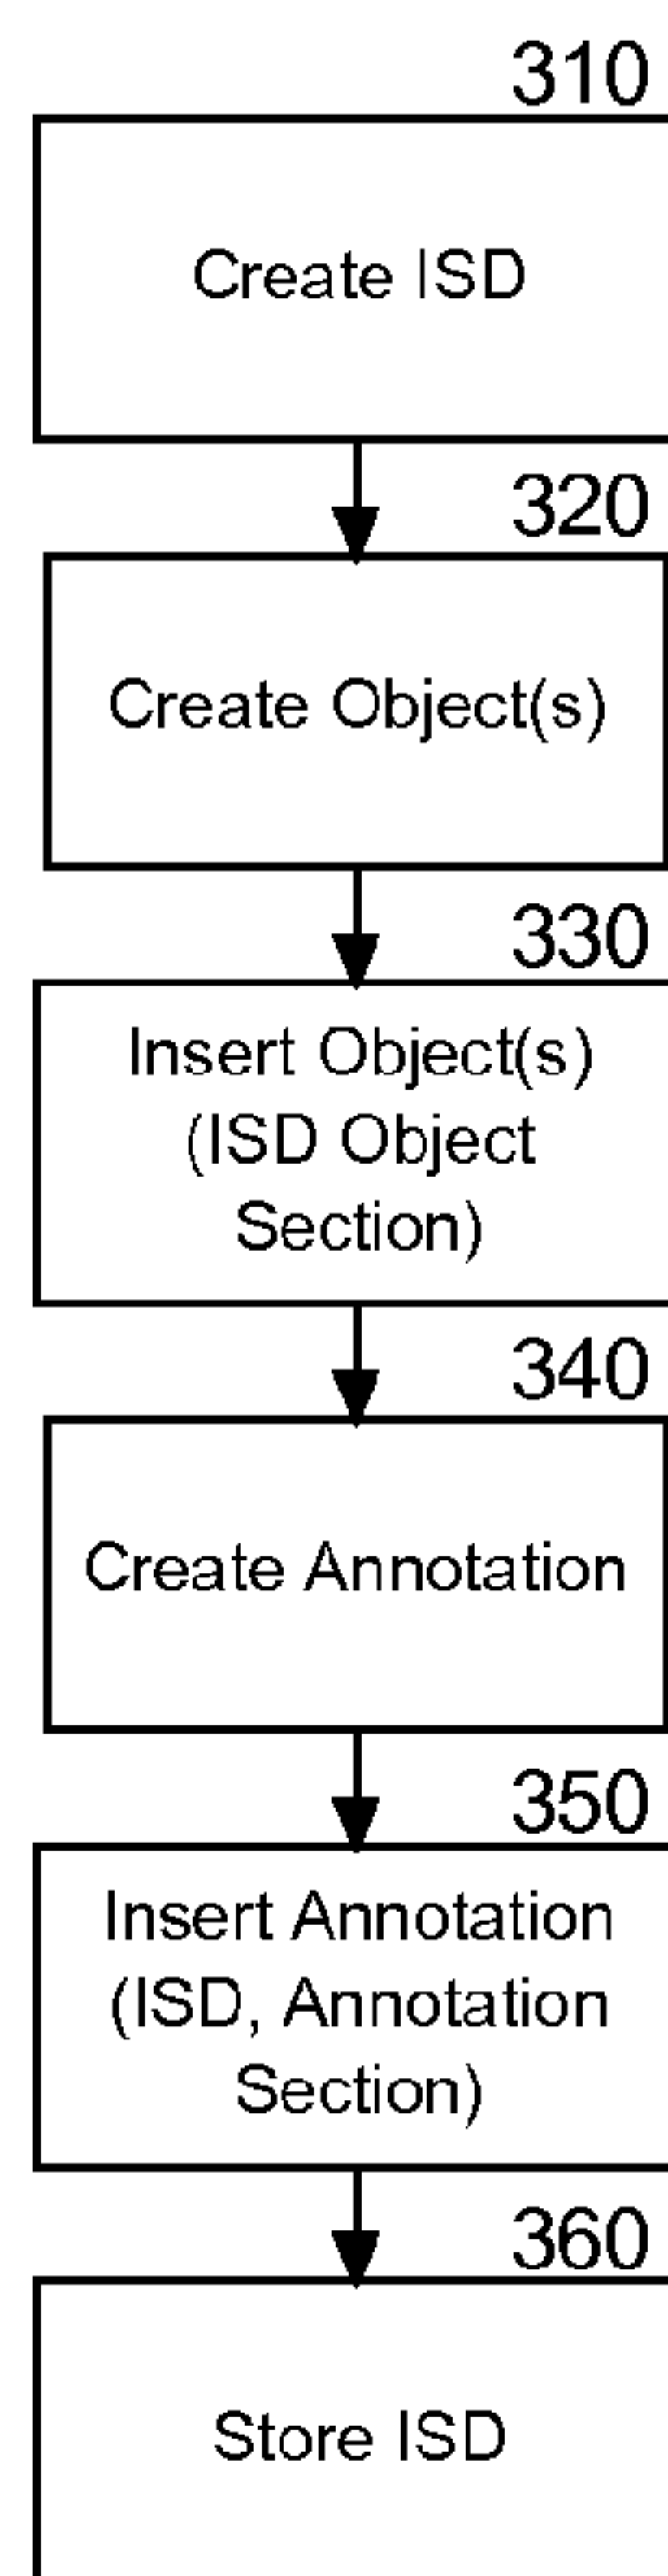 310
Create ISD
320
Create Object(s)
330
Insert Object(s)
(ISD Object
Section)
340
Create Annotation
350
Insert Annotation
(ISD, Annotation
Section)
360
Store ISD